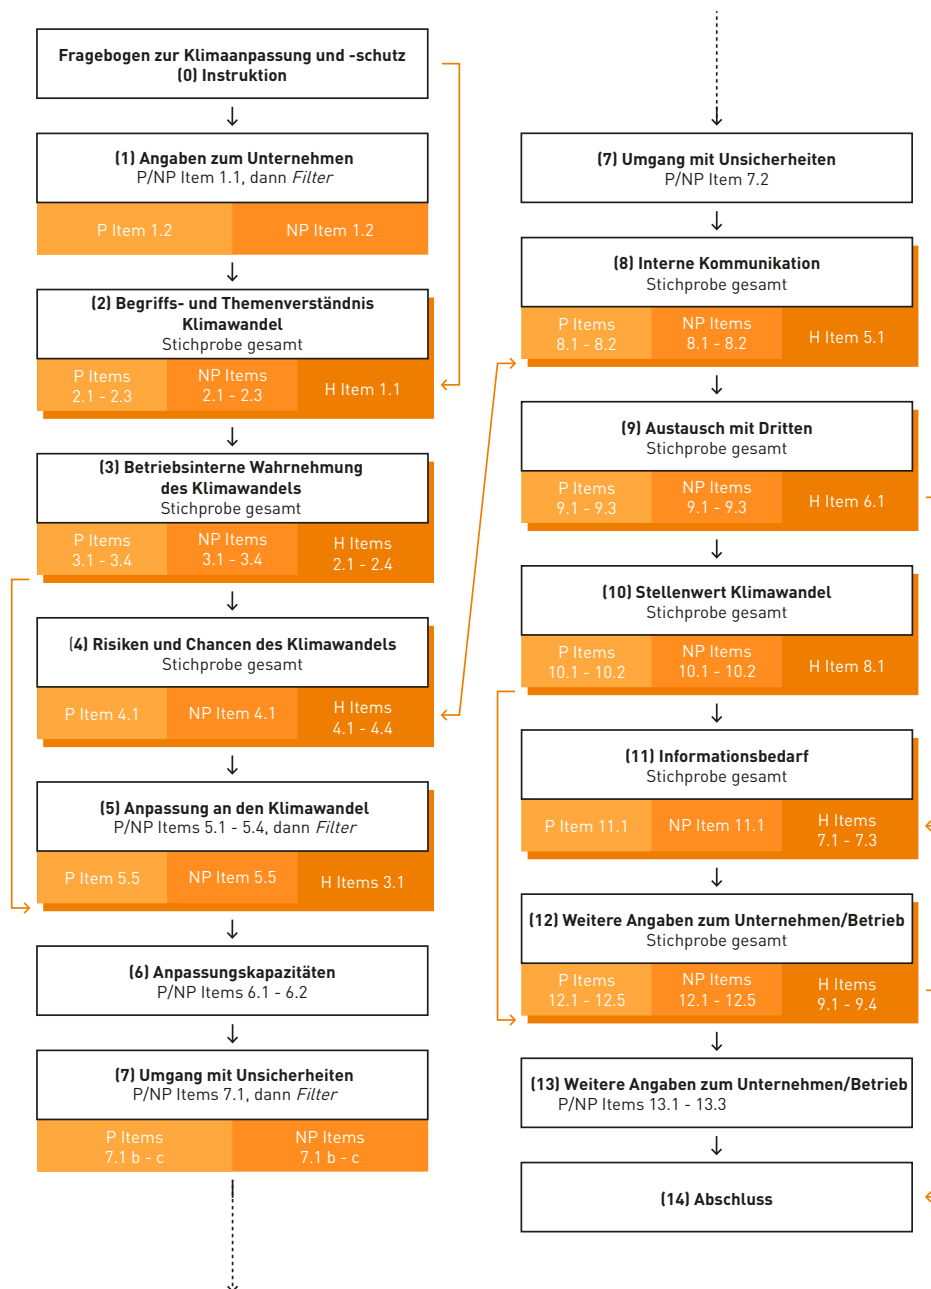 Fragebogen zur Klimaanpassung und -schutz
(0) Instruktion
(1) Angaben zum Unternehmen
P/NP Item 1.1, dann Filter
P Item 1.2
NP Item 1.2
(2) Begriffs- und Themenverständnis
Klimawandel
Stichprobe gesamt
P Items
2.1 - 2.3
NP Items
2.1 - 2.3
H Item 1.1
(3) Betriebsinterne Wahrnehmung
des Klimawandels
Stichprobe gesamt
P Items
3.1 - 3.4
NP Items
3.1 - 3.4
H Items
2.1 - 2.4
(4) Risiken und Chancen des Klimawandels
Stichprobe gesamt
P Item 4.1
NP Item 4.1
H Items
4.1 - 4.4
(5) Anpassung an den Klimawandel
P/NP Items 5.1 - 5.4, dann Filter
P Item 5.5
NP Item 5.5
H Items 3.1
(6) Anpassungskapazitäten
P/NP Items 6.1 - 6.2
(7) Umgang mit Unsicherheiten
P/NP Items 7.1, dann Filter
P Items
7.1 b - c
NP Items
7.1 b - c
(7) Umgang mit Unsicherheiten
P/NP Item 7.2
(8) Interne Kommunikation
Stichprobe gesamt
P Items
8.1 - 8.2
NP Items
8.1 - 8.2
H Item 5.1
(9) Austausch mit Dritten
Stichprobe gesamt
P Items
9.1 - 9.3
NP Items
9.1 - 9.3
H Item 6.1
(10) Stellenwert Klimawandel
Stichprobe gesamt
P Items
10.1 - 10.2
NP Items
10.1 - 10.2
H Item 8.1
(11) Informationsbedarf
Stichprobe gesamt
P Item 11.1
NP Item 11.1
H Items
7.1 - 7.3
(12) Weitere Angaben zum Unternehmen/Betrieb
Stichprobe gesamt
P Items
12.1 - 12.5
NP Items
12.1 - 12.5
H Items
9.1 - 9.4
(13) Weitere Angaben zum Unternehmen/Betrieb
P/NP Items 13.1 - 13.3
(14) Abschluss